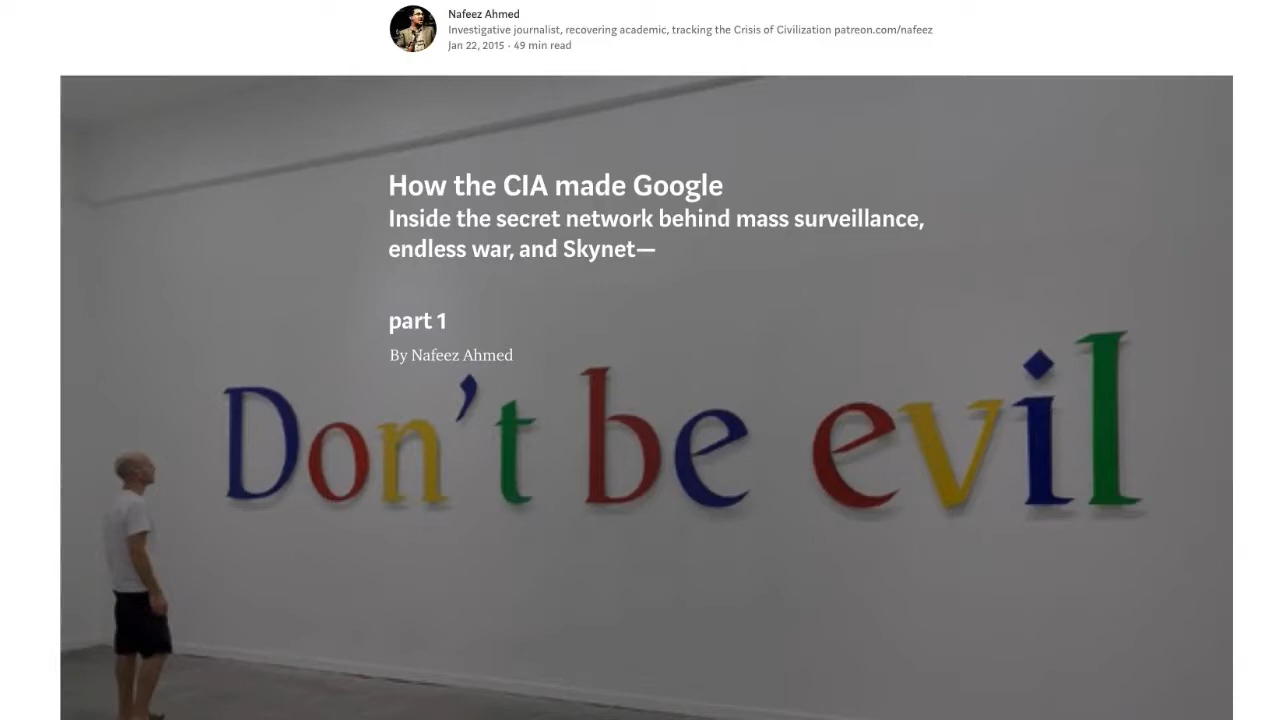 Nafeez Ahmed
Investigative journalist, recovering academic, tracking the Crisis of Civilization patreon.com/nafeez
Jan 22, 2015 · 49 min read
How the CIA made Google
Inside the secret network behind mass surveillance,
endless war, and Skynet—
part 1
By Nafeez Ahmed
Don't be evil